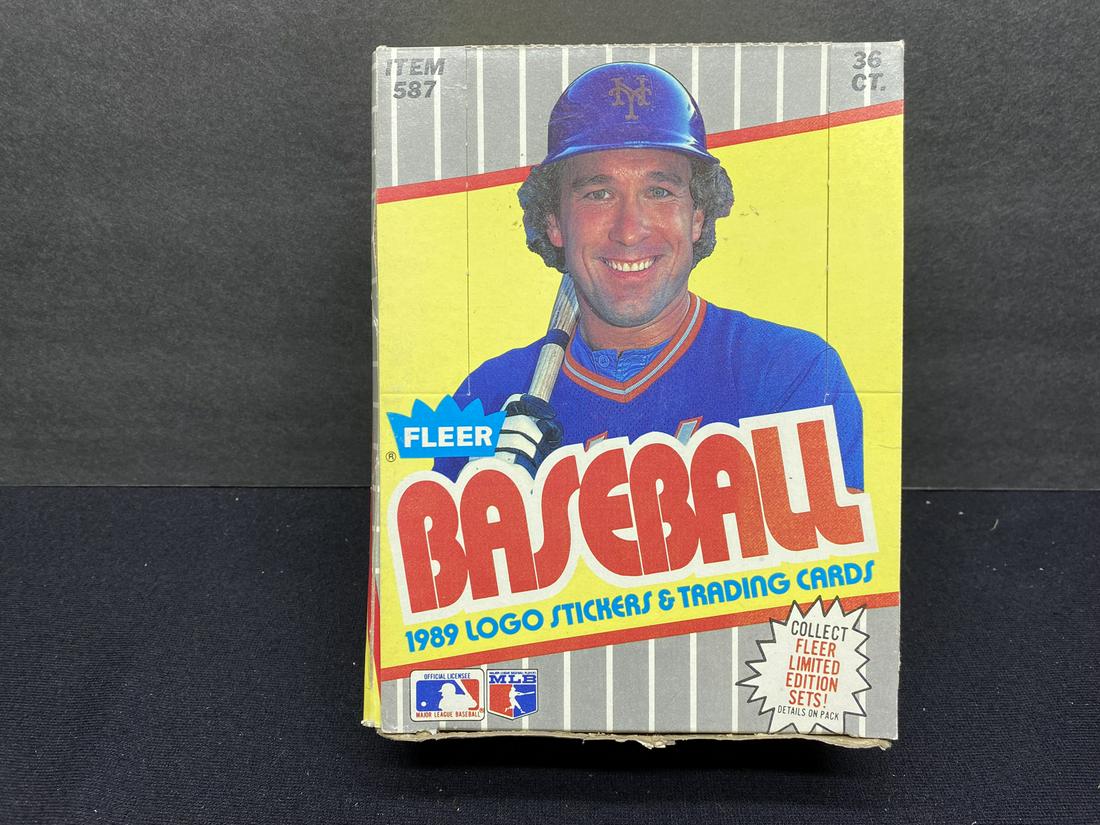 ITEM
587
36
CT.
NY
FLEER
®
BASEBALL
1989 LOGO STICKERS & TRADING CARDS
OFFICIAL LICENSEE
MAJOR LEAGUE BASEBALL
MLB
COLLECT
FLEER
LIMITED
EDITION
SETS!
DETAILS ON PACK